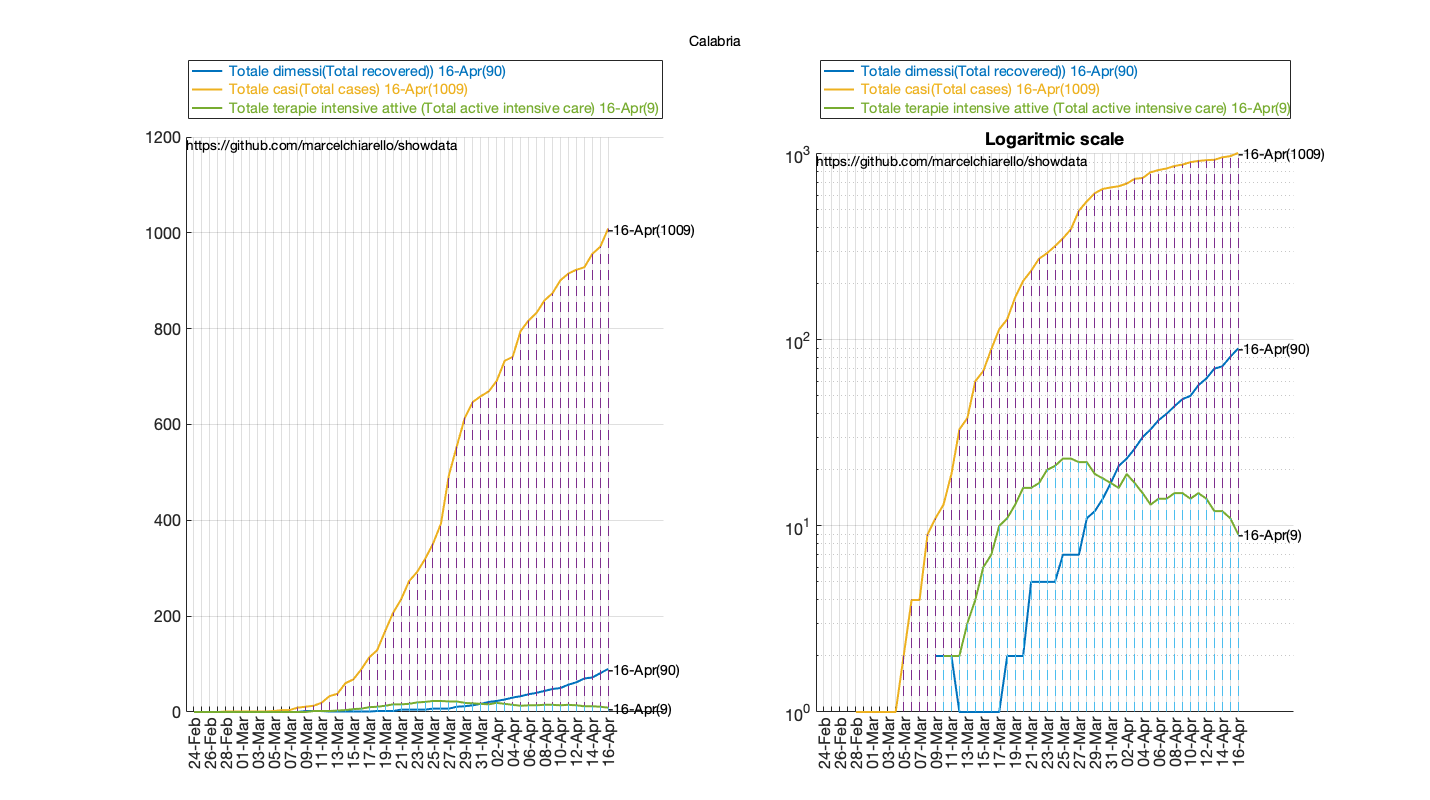 Calabria
Totale dimessi(Total recovered)) 16-Apr(90)
Totale casi(Total cases) 16-Apr(1009)
Totale terapie intensive attive (Total active intensive care) 16-Apr(9)
1200
https://github.com/marcelchiarello/showdata
1000
800
600
400
200
0
16-Apr(1009)
16-Apr(90)
16-Apr(9)
24-Feb
26-Feb
28-Feb
01-Mar
03-Mar
05-Mar
07-Mar
09-Mar
11-Mar
13-Mar
15-Mar
17-Mar
19-Mar
21-Mar
23-Mar
25-Mar
27-Mar
29-Mar
31-Mar
02-Apr
04-Apr
06-Apr
08-Apr
10-Apr
12-Apr
14-Apr
16-Apr
Totale dimessi(Total recovered)) 16-Apr(90)
Totale casi(Total cases) 16-Apr(1009)
Totale terapie intensive attive (Total active intensive care) 16-Apr(9)
Logaritmic scale
https://github.com/marcelchiarello/showdata
10^3
10^2
10^1
10^0
16-Apr(1009)
16-Apr(90)
16-Apr(9)
24-Feb
26-Feb
28-Feb
01-Mar
03-Mar
05-Mar
07-Mar
09-Mar
11-Mar
13-Mar
15-Mar
17-Mar
19-Mar
21-Mar
23-Mar
25-Mar
27-Mar
29-Mar
31-Mar
02-Apr
04-Apr
06-Apr
08-Apr
10-Apr
12-Apr
14-Apr
16-Apr